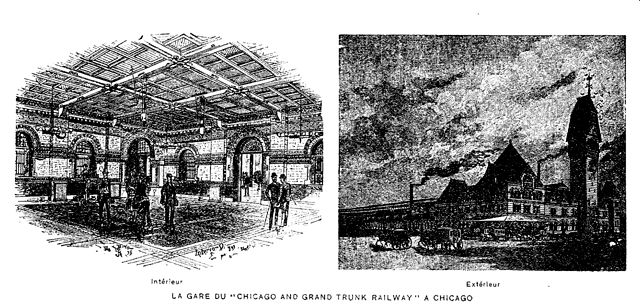 Intérieur
Extérieur
LA GARE DU "CHICAGO AND GRAND TRUNK RAILWAY" A CHICAGO